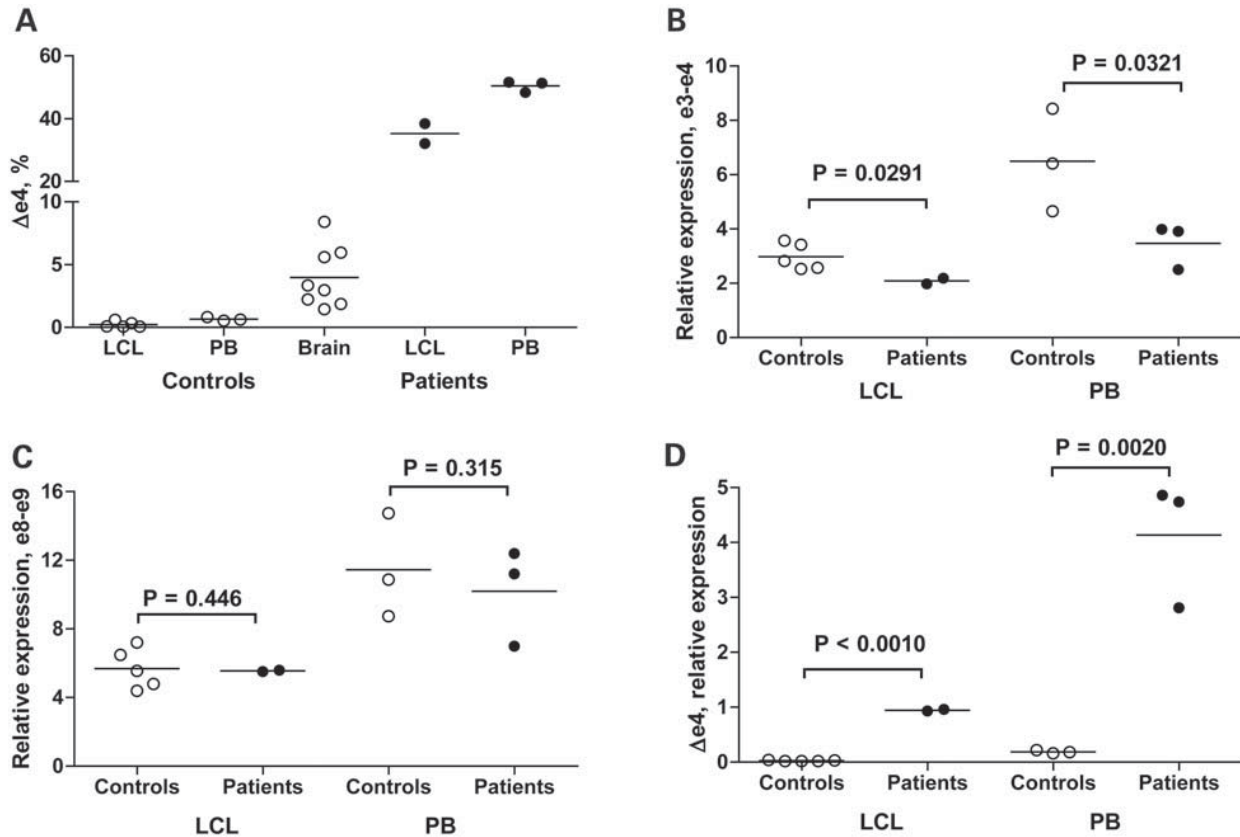 A
Δe4, %
60
40
20
10
5
0
LCL PB Brain LCL PB
Controls Patients
B
Relative expression, e3-e4
10
8
6
4
2
0
P = 0.0291
P = 0.0321
Controls Patients Controls Patients
LCL PB
C
Relative expression, e8-e9
16
12
8
4
0
P = 0.446
P = 0.315
Controls Patients Controls Patients
LCL PB
D
Δe4, relative expression
5
4
3
2
1
0
P < 0.0010
P = 0.0020
Controls Patients Controls Patients
LCL PB